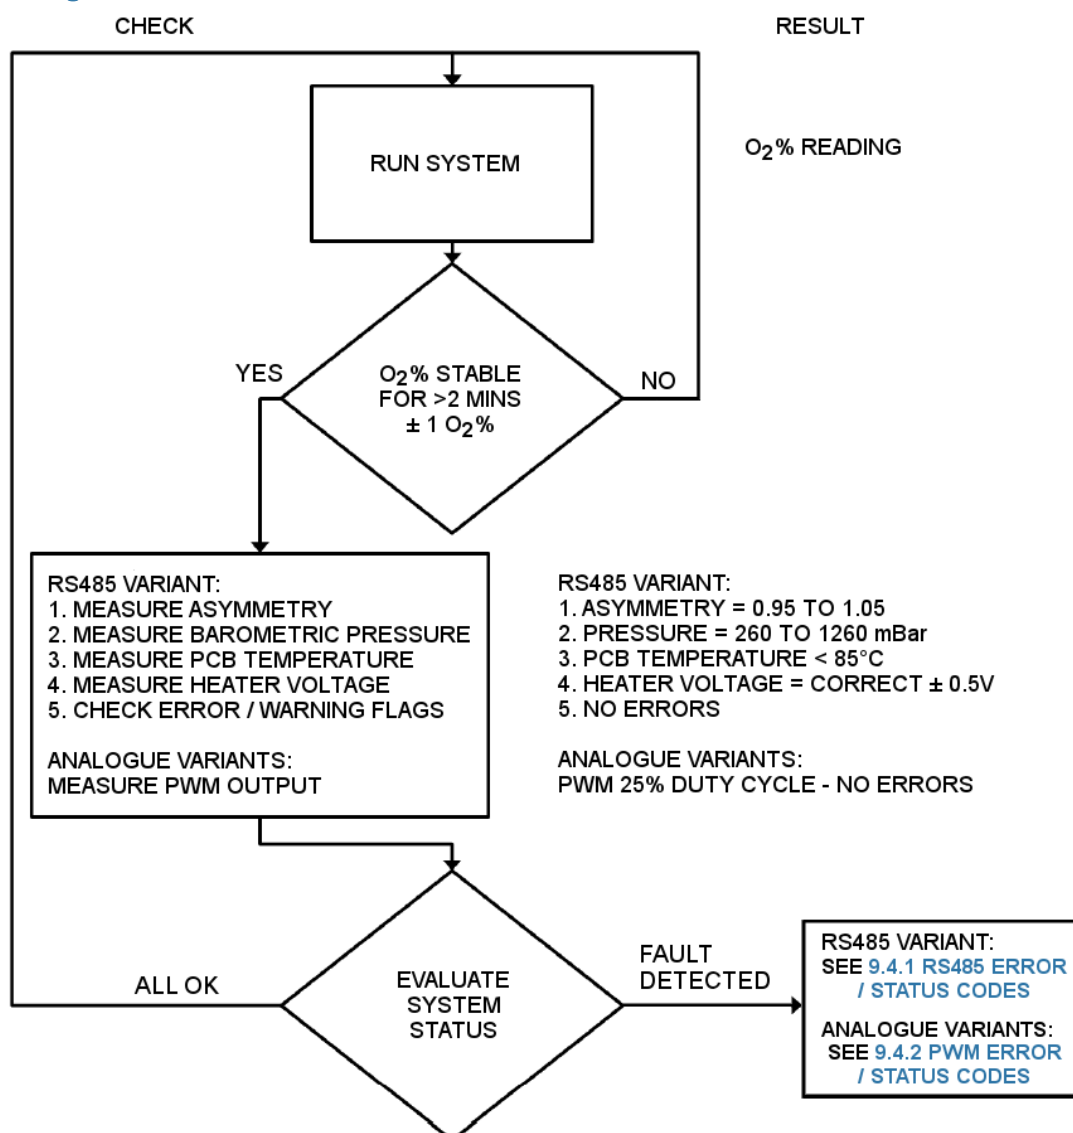 CHECK
RESULT
RUN SYSTEM
O2% READING
YES
O2% STABLE
FOR >2 MINS
± 1 O2%
NO
RS485 VARIANT:
1. MEASURE ASYMMETRY
2. MEASURE BAROMETRIC PRESSURE
3. MEASURE PCB TEMPERATURE
4. MEASURE HEATER VOLTAGE
5. CHECK ERROR / WARNING FLAGS
ANALOGUE VARIANTS:
MEASURE PWM OUTPUT
RS485 VARIANT:
1. ASYMMETRY = 0.95 TO 1.05
2. PRESSURE = 260 TO 1260 mBar
3. PCB TEMPERATURE < 85°C
4. HEATER VOLTAGE = CORRECT ± 0.5V
5. NO ERRORS
ANALOGUE VARIANTS:
PWM 25% DUTY CYCLE - NO ERRORS
ALL OK
EVALUATE
SYSTEM
STATUS
FAULT
DETECTED
RS485 VARIANT:
SEE 9.4.1 RS485 ERROR
/ STATUS CODES
ANALOGUE VARIANTS:
SEE 9.4.2 PWM ERROR
/ STATUS CODES